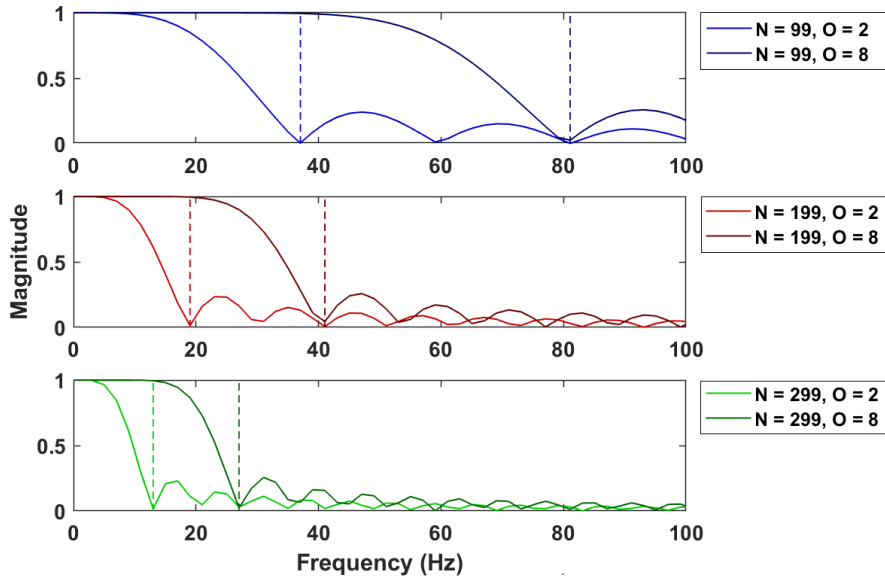 1
0.5
0
0 20 40 60 80 100
N = 99, O = 2
N = 99, O = 8
Magnitude
1
0.5
0
0 20 40 60 80 100
N = 199, O = 2
N = 199, O = 8
1
0.5
0
0 20 40 60 80 100
N = 299, O = 2
N = 299, O = 8
Frequency (Hz)